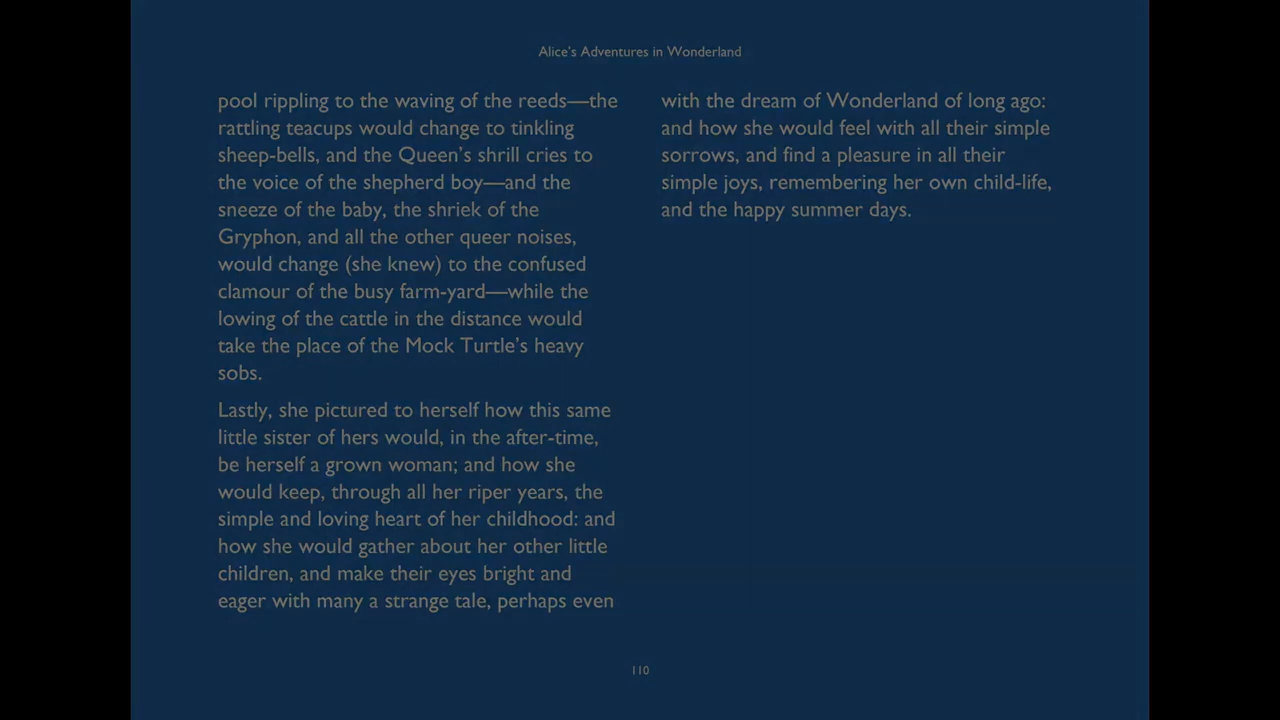 Alice’s Adventures in Wonderland
pool rippling to the waving of the reeds—the
rattling teacups would change to tinkling
sheep-bells, and the Queen’s shrill cries to
the voice of the shepherd boy—and the
sneeze of the baby, the shriek of the
Gryphon, and all the other queer noises,
would change (she knew) to the confused
clamour of the busy farm-yard—while the
lowing of the cattle in the distance would
take the place of the Mock Turtle’s heavy
sobs.
Lastly, she pictured to herself how this same
little sister of hers would, in the after-time,
be herself a grown woman; and how she
would keep, through all her riper years, the
simple and loving heart of her childhood: and
how she would gather about her other little
children, and make their eyes bright and
eager with many a strange tale, perhaps even
with the dream of Wonderland of long ago:
and how she would feel with all their simple
sorrows, and find a pleasure in all their
simple joys, remembering her own child-life,
and the happy summer days.
110